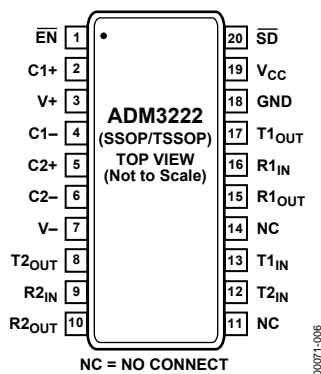 EN 1
C1+ 2
V+ 3
C1– 4
C2+ 5
C2– 6
V– 7
T2OUT 8
R2IN 9
R2OUT 10
ADM3222
(SSOP/TSSOP)
TOP VIEW
(Not to Scale)
20 SD
19 VCC
18 GND
17 T1OUT
16 R1IN
15 R1OUT
14 NC
13 T1IN
12 T2IN
11 NC
NC = NO CONNECT
00071-006